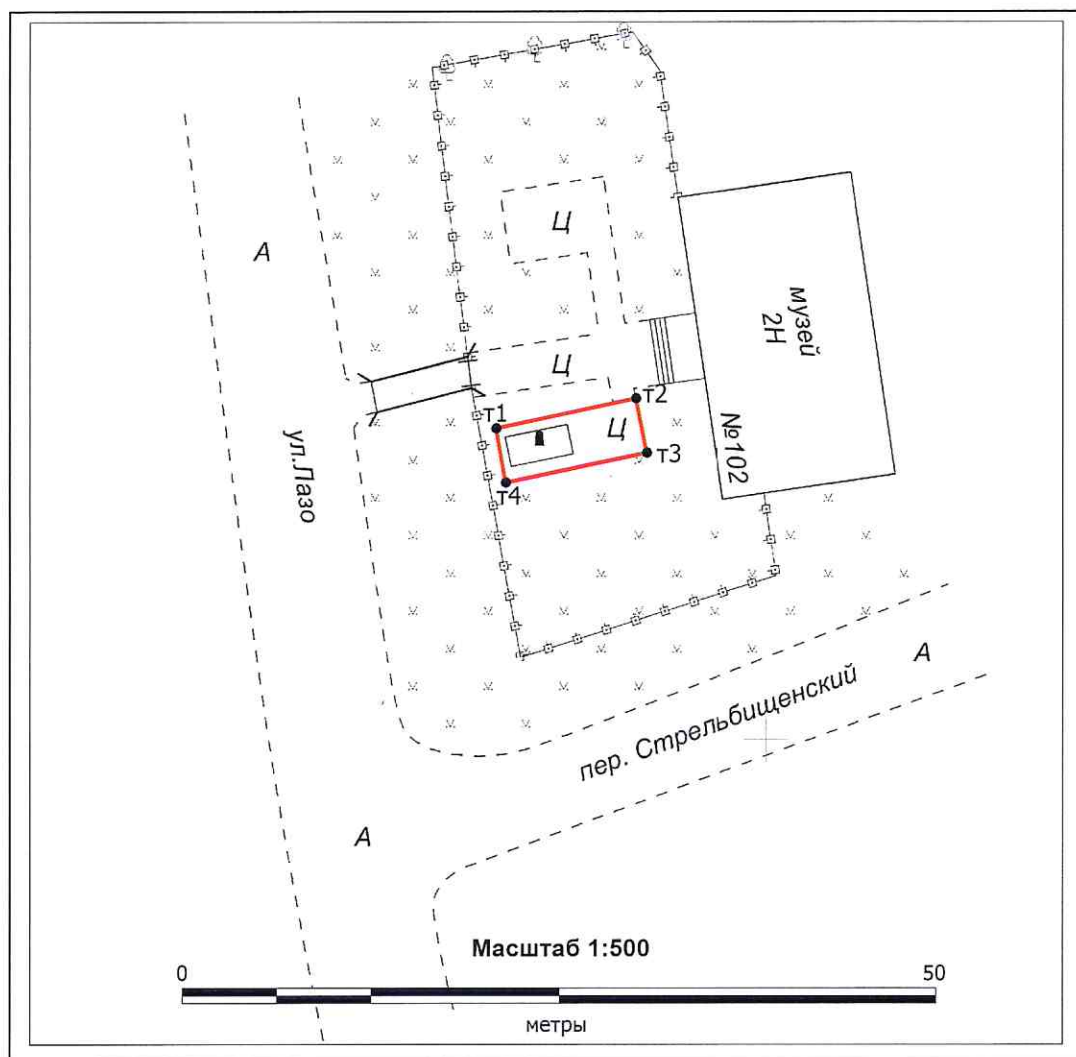 Ц
А
музей
2Н
Ц
т1
т2
Ц
т3
№102
т4
ул.Лазо
А
пер. Стрельбищенский
А
Масштаб 1:500
0
50
метры